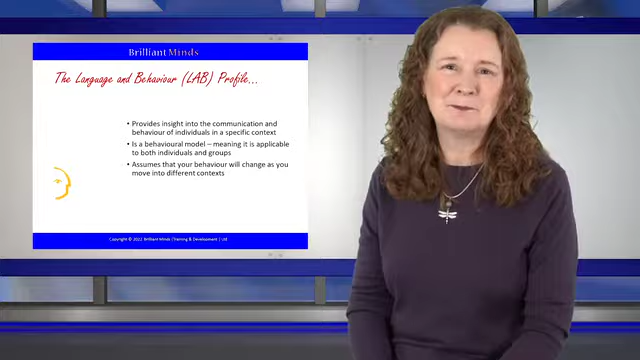 Brilliant Minds
The Language and Behaviour (LAB) Profile...
• Provides insight into the communication and
behaviour of individuals in a specific context
• Is a behavioural model – meaning it is applicable
to both individuals and groups
• Assumes that your behaviour will change as you
move into different contexts
Copyright © 2022 Brilliant Minds (Training & Development) Ltd